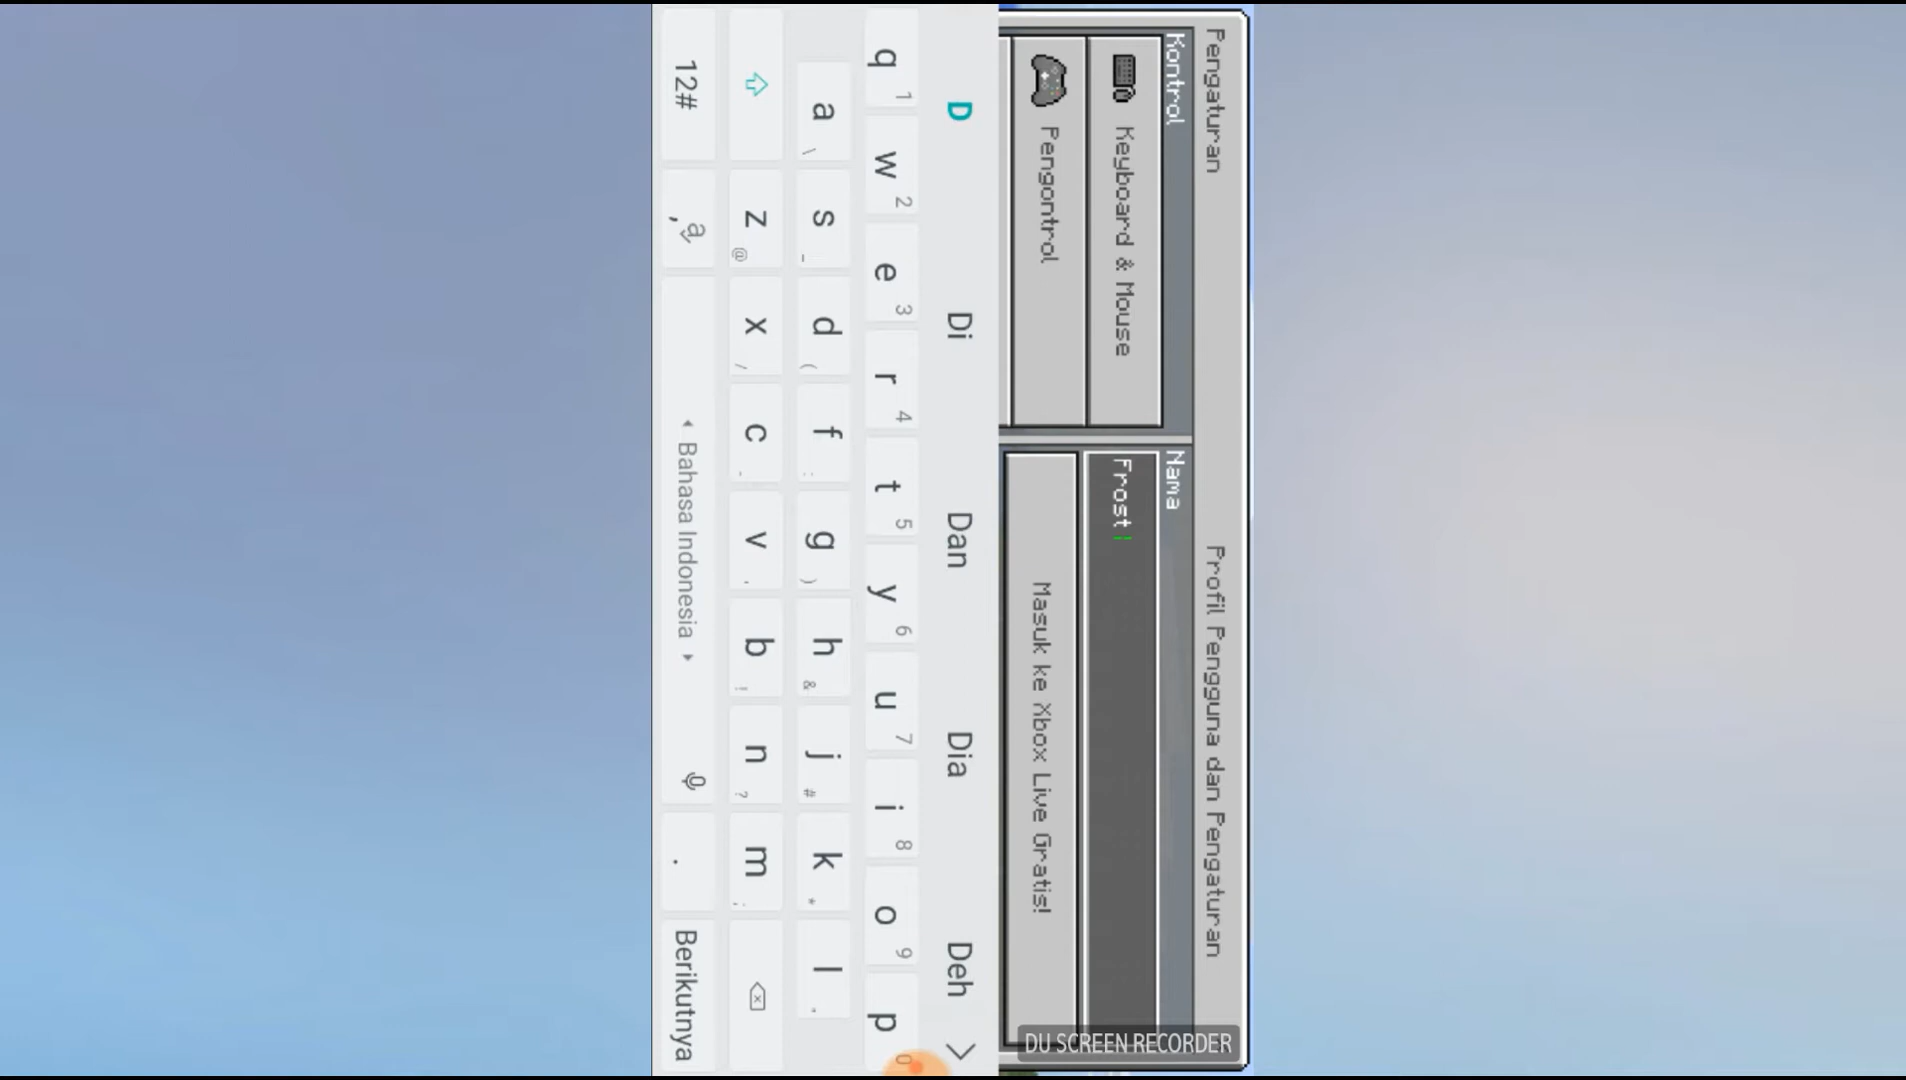 Pengaturan
Profil Pengguna dan Pengaturan
Kontrol
Keyboard & Mouse
Pengontrol
Nama
Frost
Masuk ke Xbox Live Gratis!
D Di Dan Dia Deh
q 1 w 2 e 3 r 4 t 5 y 6 u 7 i 8 o 9 p 0
a \ s _ d ( f : g ) h & j # k * l "
z @ x / c - v ' b ! n ? m ;
12# , Bahasa Indonesia . Berikutnya
DU SCREEN RECORDER